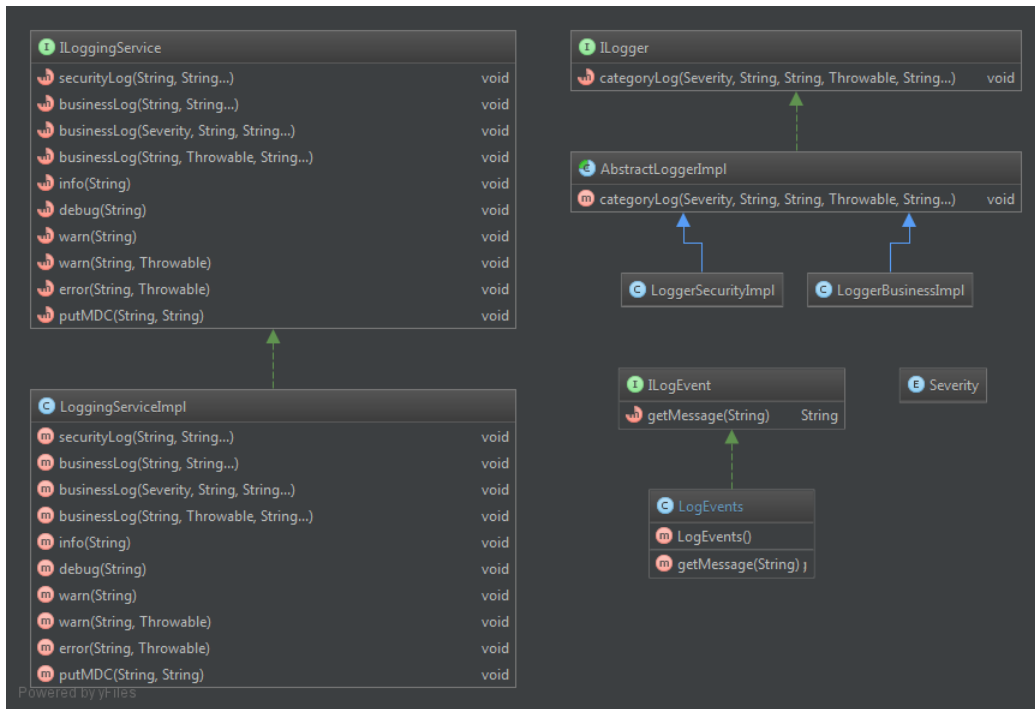 ILoggingService
securityLog(String, String...) void
businessLog(String, String...) void
businessLog(Severity, String, String...) void
businessLog(String, Throwable, String...) void
info(String) void
debug(String) void
warn(String) void
warn(String, Throwable) void
error(String, Throwable) void
putMDC(String, String) void
LoggingServiceImpl
securityLog(String, String...) void
businessLog(String, String...) void
businessLog(Severity, String, String...) void
businessLog(String, Throwable, String...) void
info(String) void
debug(String) void
warn(String) void
warn(String, Throwable) void
error(String, Throwable) void
putMDC(String, String) void
Powered by yFiles
ILogger
categoryLog(Severity, String, String, Throwable, String...) void
AbstractLoggerImpl
categoryLog(Severity, String, String, Throwable, String...) void
LoggerSecurityImpl
LoggerBusinessImpl
ILogEvent
getMessage(String) String
Severity
LogEvents
LogEvents()
getMessage(String)